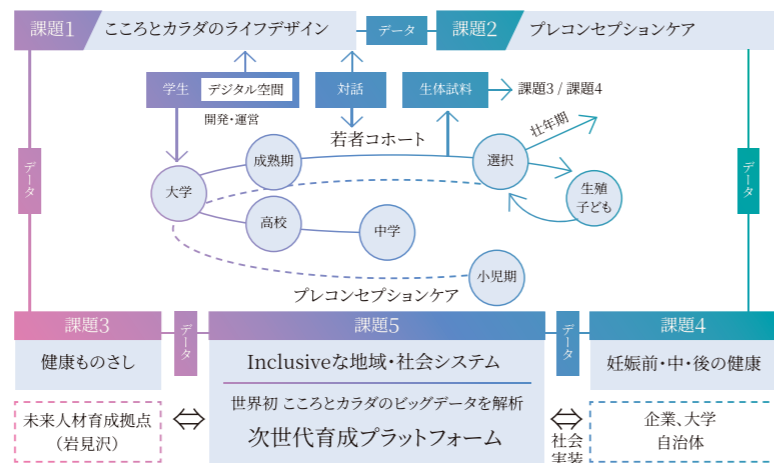 課題1 こころとカラダのライフデザイン
データ
課題2 プレコンセプションケア
学生 デジタル空間
対話
生体試料
課題3 / 課題4
開発・運営
若者コホート
壮年期
成熟期
選択
データ
データ
大学
生殖
子ども
高校
中学
小児期
プレコンセプションケア
課題3
健康ものさし
データ
課題5
Inclusiveな地域・社会システム
世界初 こころとカラダのビッグデータを解析
次世代育成プラットフォーム
データ
課題4
妊娠前・中・後の健康
未来人材育成拠点
（岩見沢）
社会
実装
企業、大学
自治体